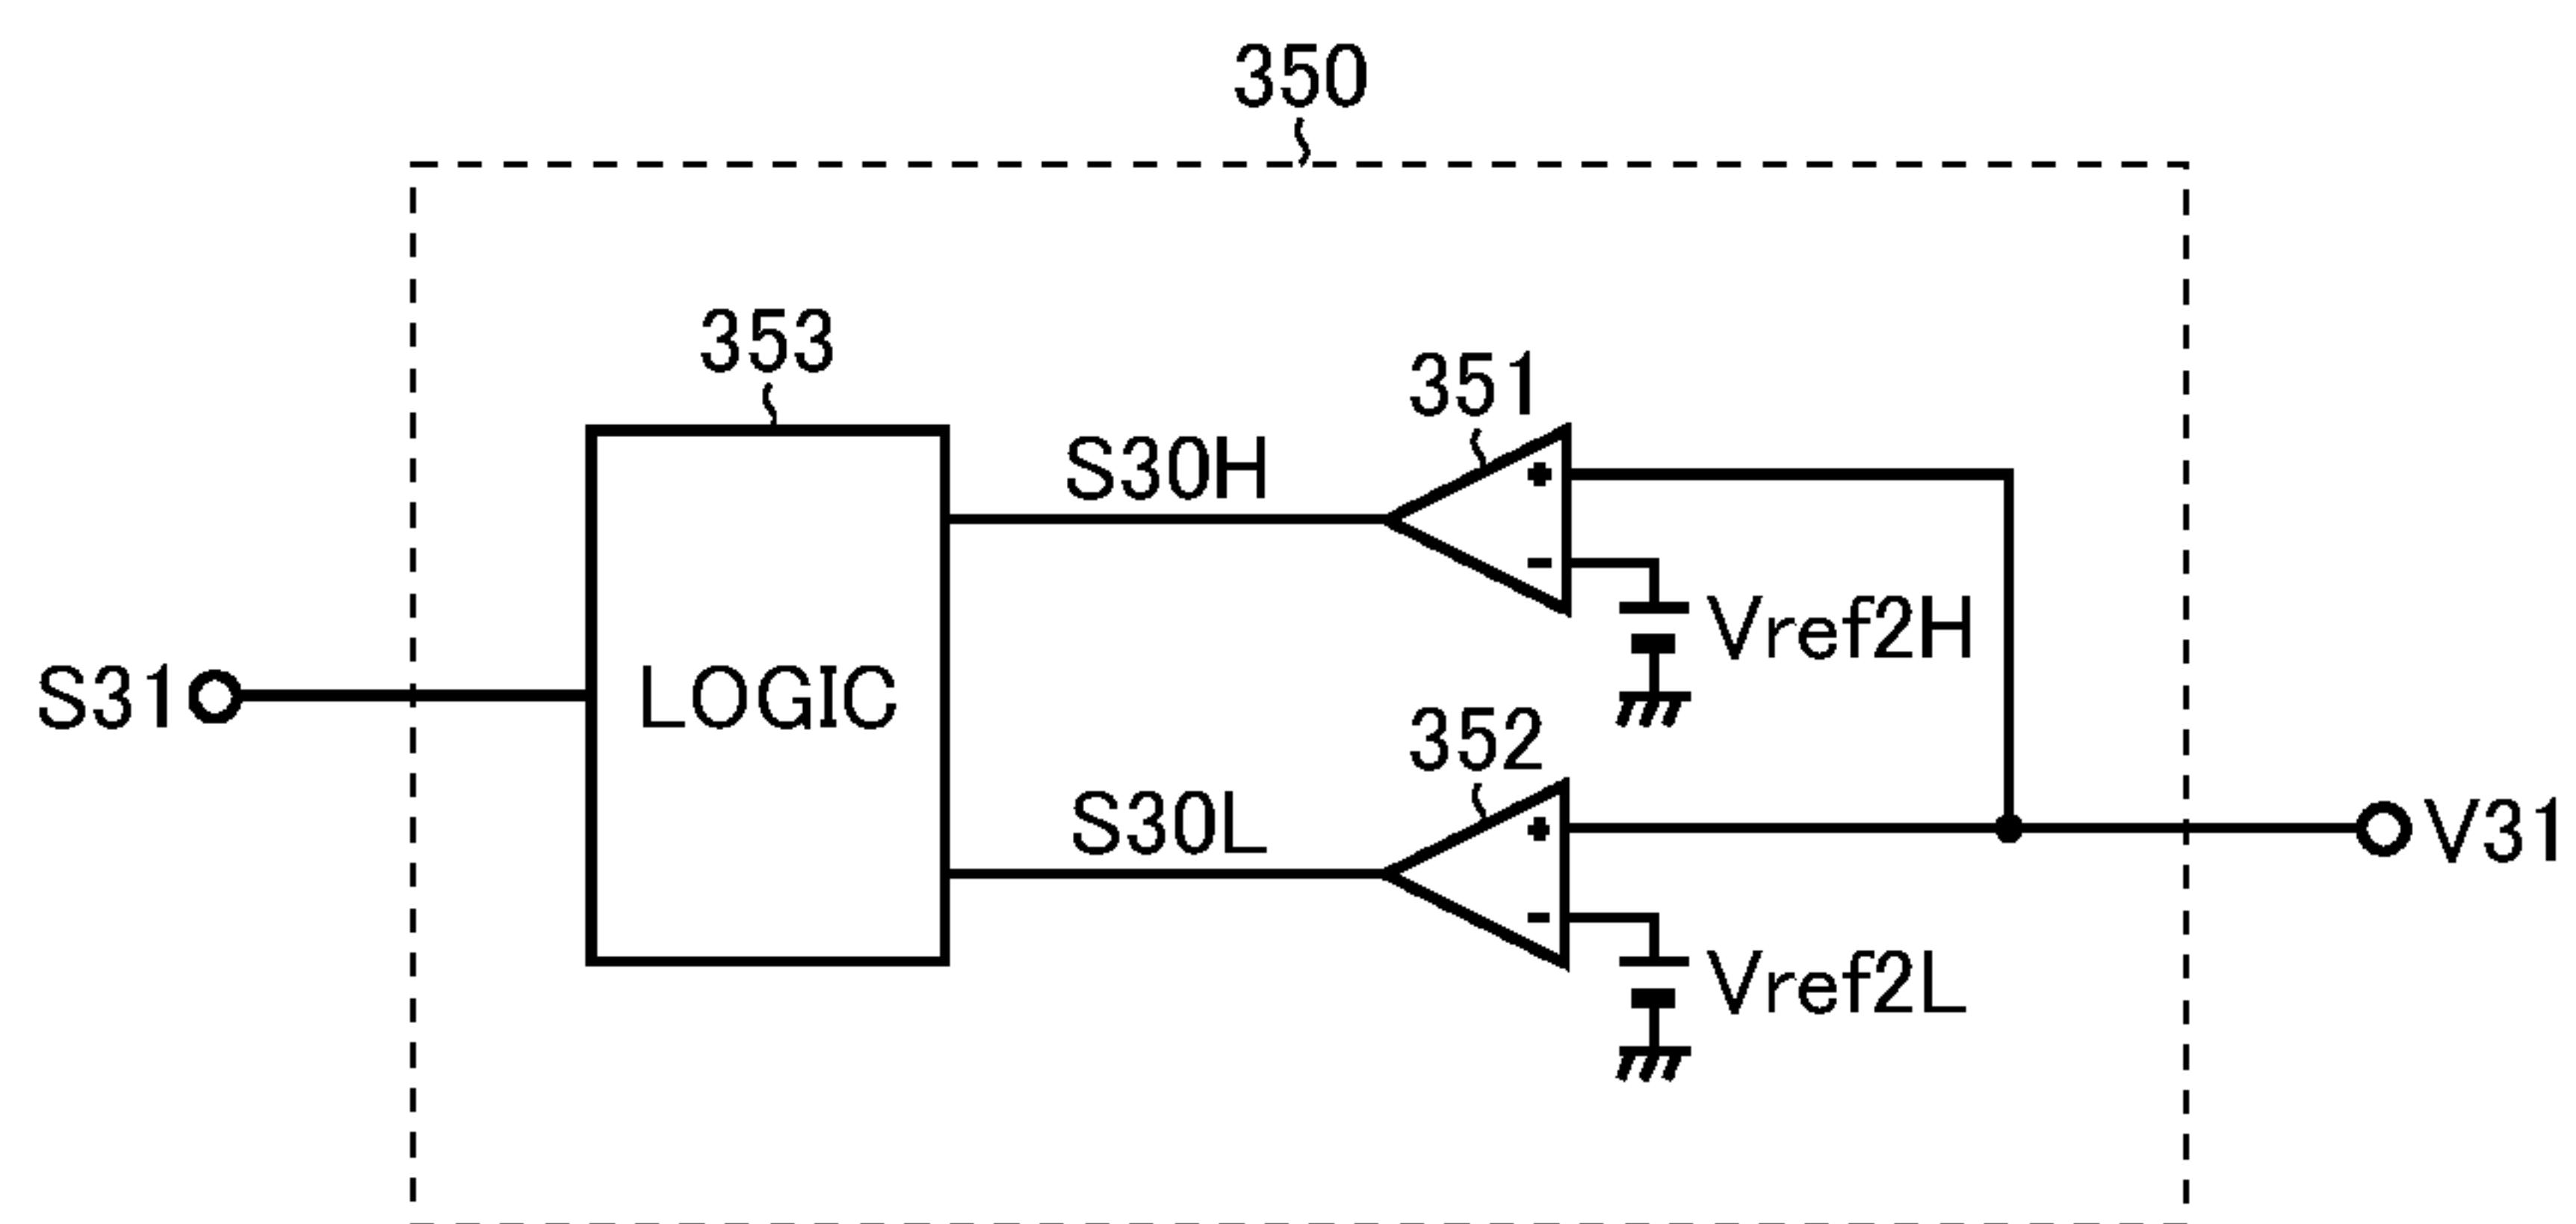 350
353
351
S30H
+
-
Vref2H
S31
LOGIC
352
S30L
+
-
V31
Vref2L